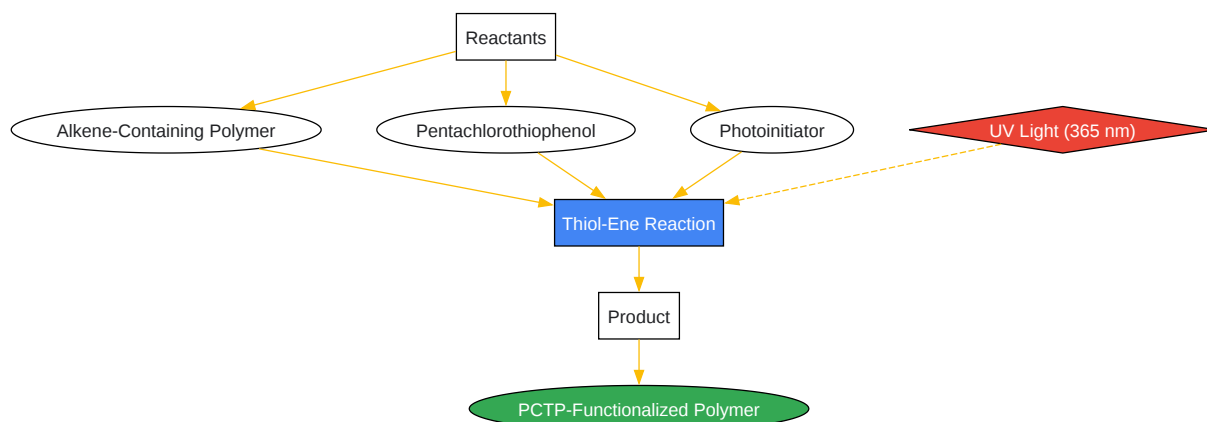 Reactants
Alkene-Containing Polymer
Pentachlorothiophenol
Photoinitiator
UV Light (365 nm)
Thiol-Ene Reaction
Product
PCTP-Functionalized Polymer